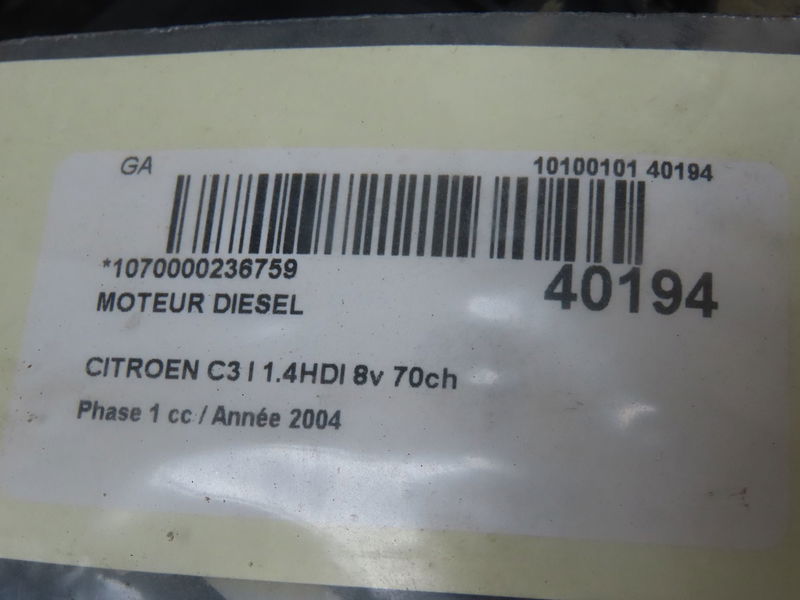 GA
10100101 40194
*1070000236759
40194
MOTEUR DIESEL
CITROEN C3 I 1.4HDI 8v 70ch
Phase 1 cc / Année 2004